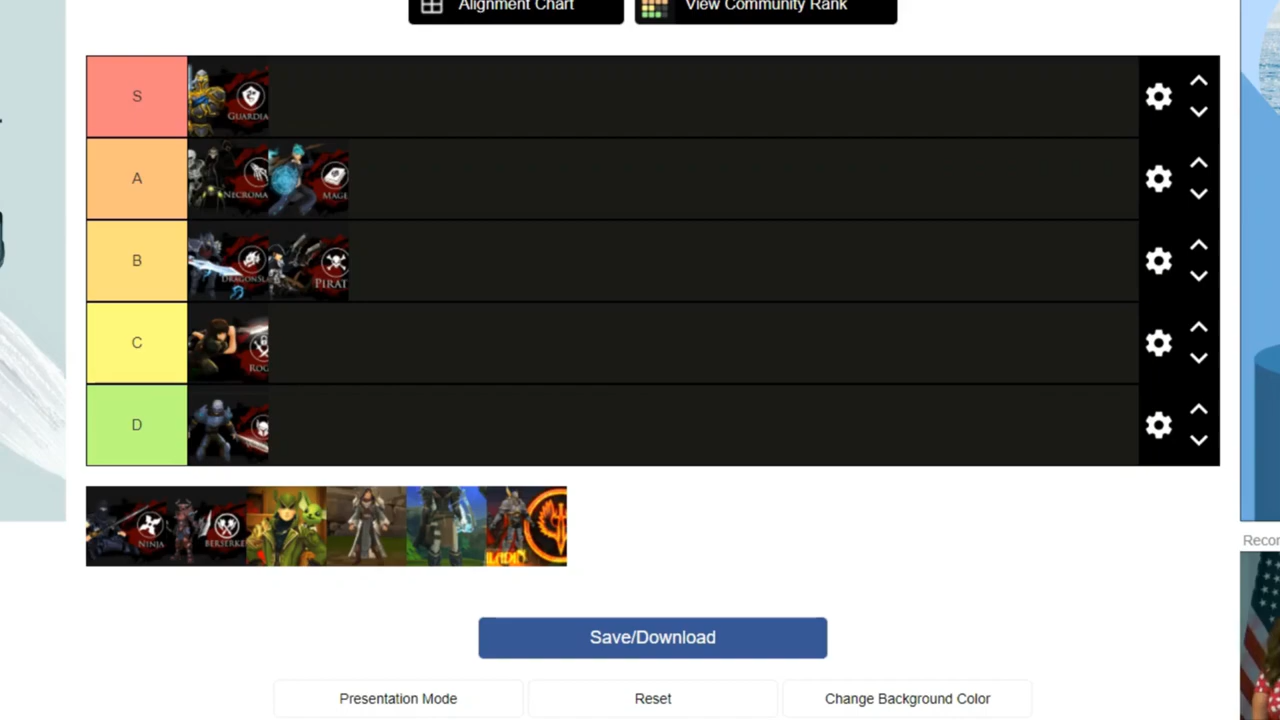 Alignment Chart
View Community Rank
S
GUARDIA
A
NECROMA
MAGE
B
DRAGONSL
PIRAT
C
ROG
D
NINJA
BERSERKE
Save/Download
Recor
Presentation Mode
Reset
Change Background Color